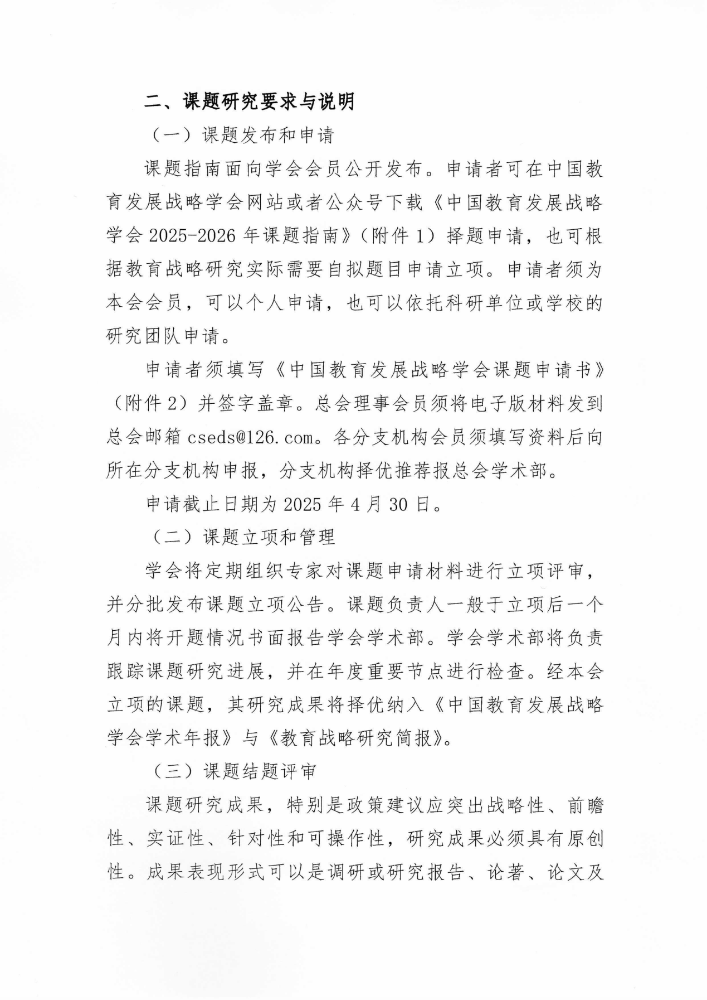 二、课题研究要求与说明
（一）课题发布和申请
课题指南面向学会会员公开发布。申请者可在中国教
育发展战略学会网站或者公众号下载《中国教育发展战略
学会 2025-2026 年课题指南》（附件 1）择题申请，也可根
据教育战略研究实际需要自拟题目申请立项。申请者须为
本会会员，可以个人申请，也可以依托科研单位或学校的
研究团队申请。
申请者须填写《中国教育发展战略学会课题申请书》
（附件 2）并签字盖章。总会理事会员须将电子版材料发到
总会邮箱 cseds@126.com。各分支机构会员须填写资料后向
所在分支机构申报，分支机构择优推荐报总会学术部。
申请截止日期为 2025 年 4 月 30 日。
（二）课题立项和管理
学会将定期组织专家对课题申请材料进行立项评审，
并分批发布课题立项公告。课题负责人一般于立项后一个
月内将开题情况书面报告学会学术部。学会学术部将负责
跟踪课题研究进展，并在年度重要节点进行检查。经本会
立项的课题，其研究成果将择优纳入《中国教育发展战略
学会学术年报》与《教育战略研究简报》。
（三）课题结题评审
课题研究成果，特别是政策建议应突出战略性、前瞻
性、实证性、针对性和可操作性，研究成果必须具有原创
性。成果表现形式可以是调研或研究报告、论著、论文及